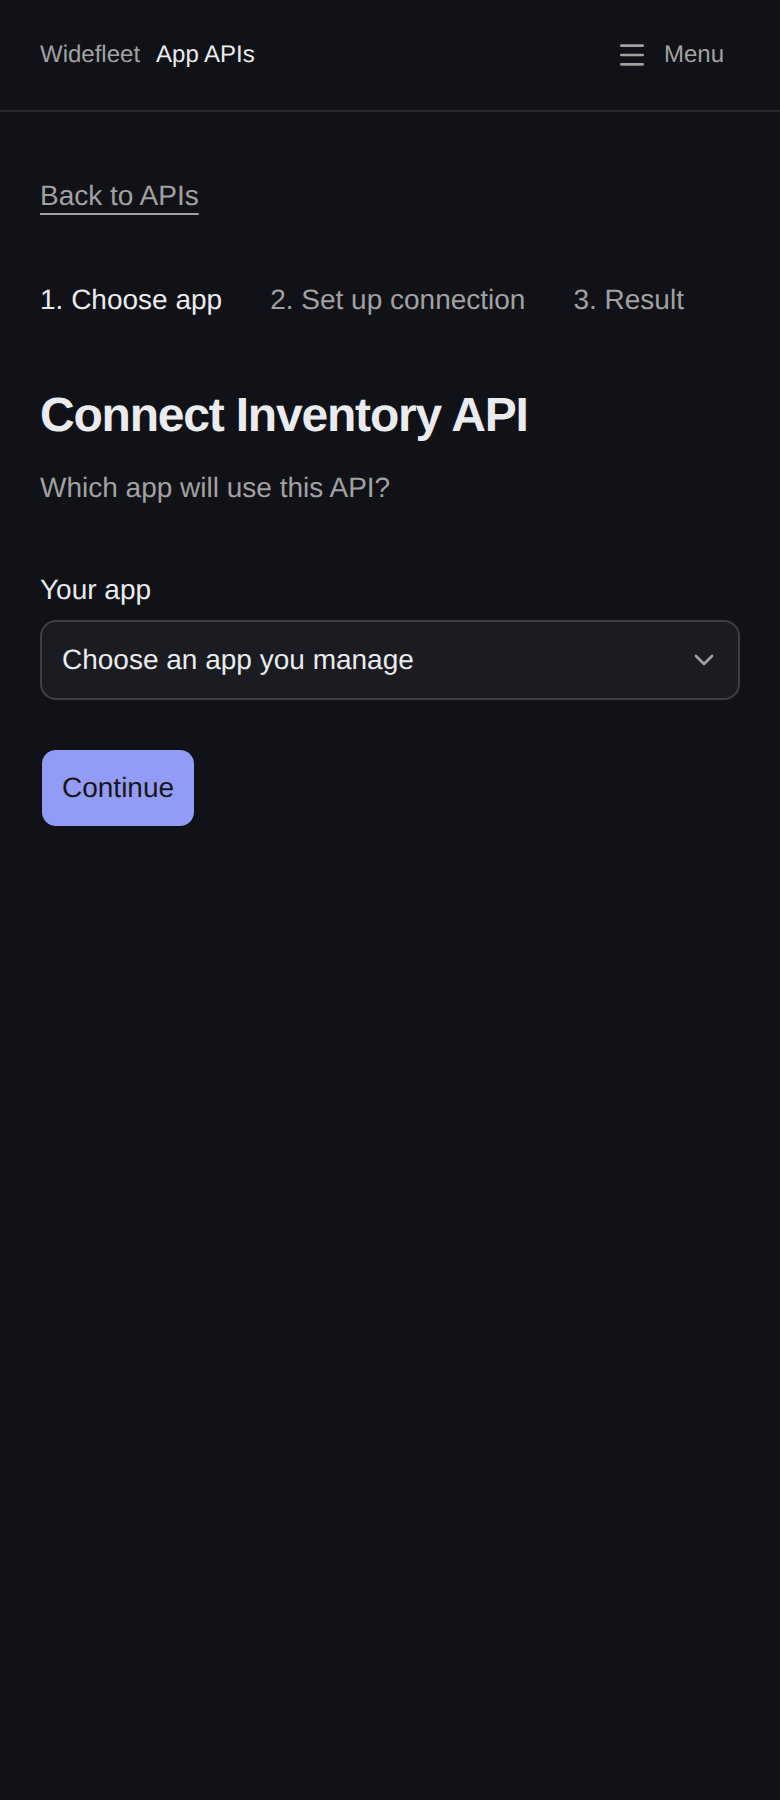 Widefleet App APIs Menu
Back to APIs
1. Choose app 2. Set up connection 3. Result
Connect Inventory API
Which app will use this API?
Your app
Choose an app you manage
Continue